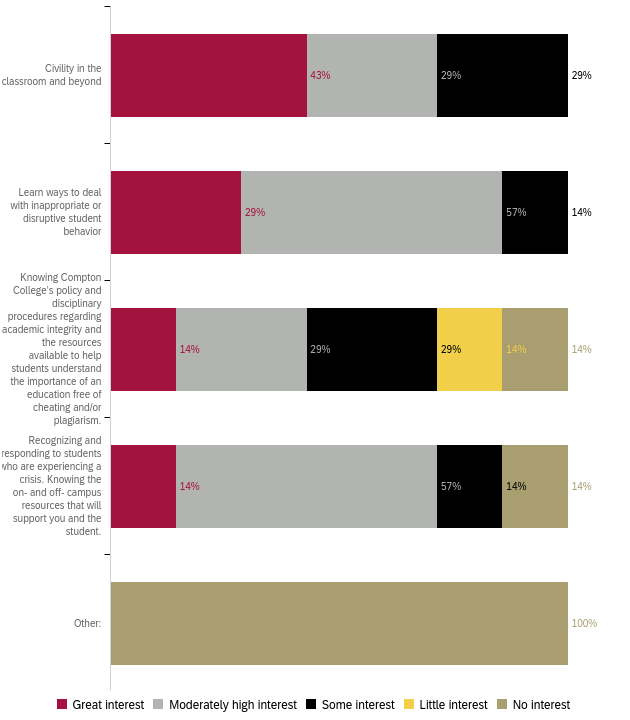 Civility in the
classroom and beyond
43%
29%
29%
Learn ways to deal
with inappropriate or
disruptive student
behavior
29%
57%
14%
Knowing Compton
College's policy and
disciplinary
procedures regarding
academic integrity and
the resources
available to help
students understand
the importance of an
education free of
cheating and/or
plagiarism.
14%
29%
29%
14%
14%
Recognizing and
responding to students
who are experiencing a
crisis. Knowing the
on- and off- campus
resources that will
support you and the
student.
14%
57%
14%
14%
Other:
100%
Great interest
Moderately high interest
Some interest
Little interest
No interest